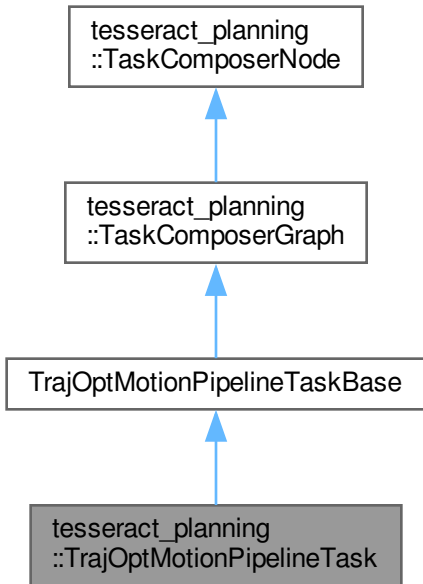 tesseract_planning
::TaskComposerNode
tesseract_planning
::TaskComposerGraph
TrajOptMotionPipelineTaskBase
tesseract_planning
::TrajOptMotionPipelineTask